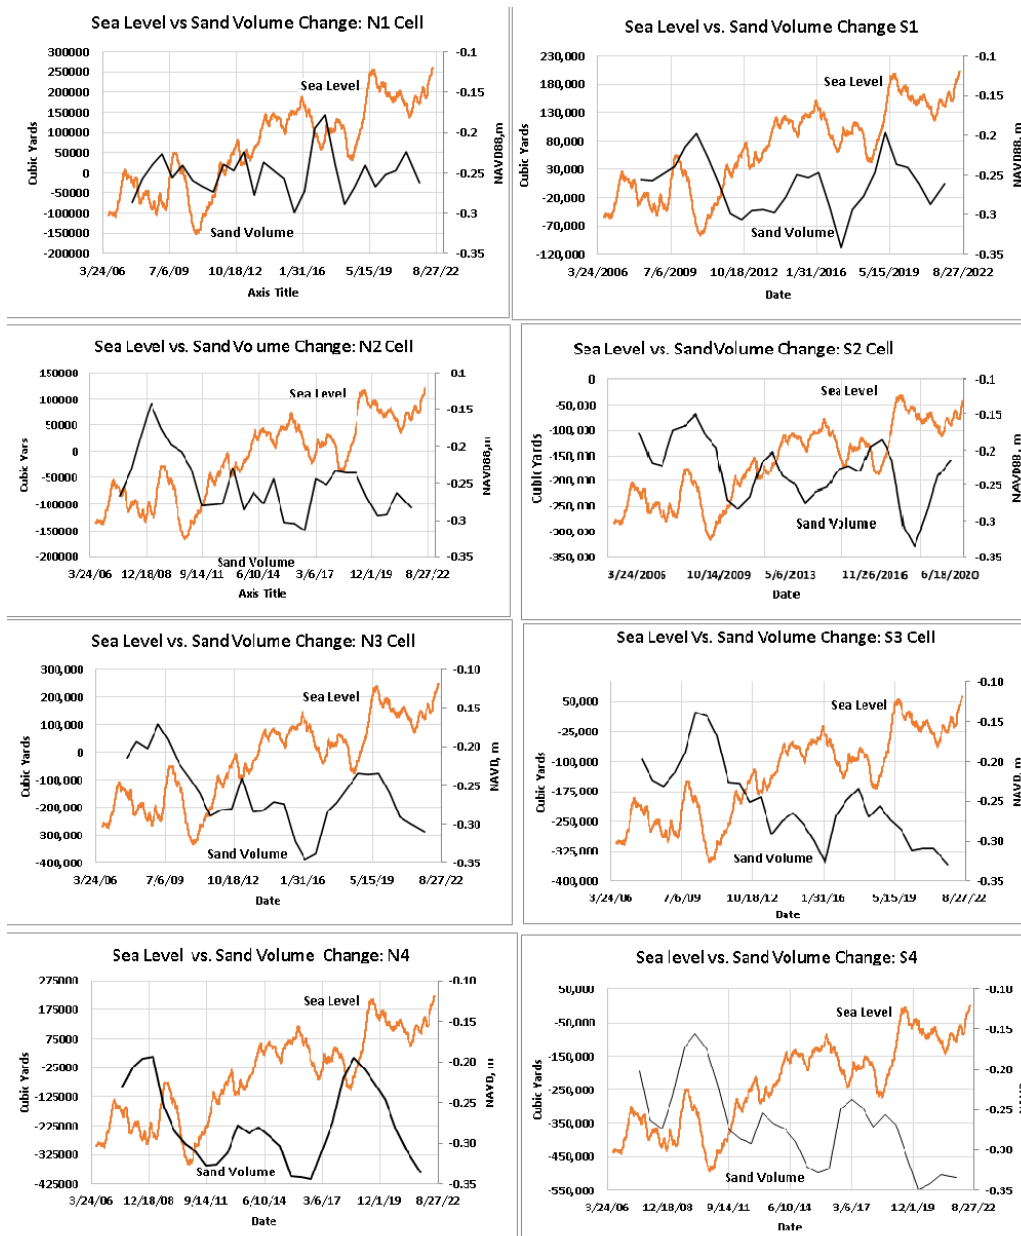 Sea Level vs Sand Volume Change: N1 Cell
300000
250000
200000
150000
100000
50000
0
-50000
-100000
-150000
-200000
Cubic Yards
-0.1
-0.15
-0.2
-0.25
-0.3
-0.35
NAVD88,m
Sea Level
Sand Volume
3/24/06 7/6/09 10/18/12 1/31/16 5/15/19 8/27/22
Axis Title
Sea Level vs. Sand Volume Change S1
230,000
180,000
130,000
80,000
30,000
-20,000
-70,000
-120,000
Cubic Yards
-0.1
-0.15
-0.2
-0.25
-0.3
-0.35
NAVD88,m
Sea Level
Sand Volume
3/24/2006 7/6/2009 10/18/2012 1/31/2016 5/15/2019 8/27/2022
Date
Sea Level vs. Sand Volume Change: N2 Cell
150000
100000
50000
0
-50000
-100000
-150000
-200000
Cubic Yars
0.1
-0.15
-0.2
-0.25
-0.3
-0.35
NAVD88,m
Sea Level
Sand Volume
3/24/06 12/18/08 9/14/11 6/10/14 3/6/17 12/1/19 8/27/22
Axis Title
Sea Level vs. Sand Volume Change: S2 Cell
0
-50,000
-100,000
-150,000
-200,000
-250,000
-300,000
-350,000
Cubic Yards
-0.1
-0.15
-0.2
-0.25
-0.3
-0.35
NAVD88, m
Sea Level
Sand Volume
3/24/2006 10/14/2009 5/6/2013 11/26/2016 6/18/2020
Date
Sea Level Vs. Sand Volume Change: N3 Cell
300,000
200,000
100,000
0
-100,000
-200,000
-300,000
-400,000
Cubic Yards
-0.10
-0.15
-0.20
-0.25
-0.30
-0.35
NAVD, m
Sea Level
Sand Volume
3/24/06 7/6/09 10/18/12 1/31/16 5/15/19 8/27/22
Date
Sea Level vs. Sand Volume Change: S3 Cell
50,000
-25,000
-100,000
-175,000
-250,000
-325,000
-400,000
Cubic Yards
-0.10
-0.15
-0.20
-0.25
-0.30
-0.35
NAVD, m
Sea Level
Sand Volume
3/24/06 7/6/09 10/18/12 1/31/16 5/15/19 8/27/22
Date
Sea Level vs. Sand Volume Change: N4
275000
175000
75000
-25000
-125000
-225000
-325000
-425000
Cubic Yards
-0.10
-0.15
-0.20
-0.25
-0.30
-0.35
NAVD, m
Sea Level
Sand Volume
3/24/06 12/18/08 9/14/11 6/10/14 3/6/17 12/1/19 8/27/22
Date
Sea level vs. Sand Volume Change: S4
50,000
-50,000
-150,000
-250,000
-350,000
-450,000
-550,000
Cubic Yards
-0.10
-0.15
-0.20
-0.25
-0.30
-0.35
Sea Level
Sand Volume
3/24/06 12/18/08 9/14/11 6/10/14 3/6/17 12/1/19 8/27/22
Date